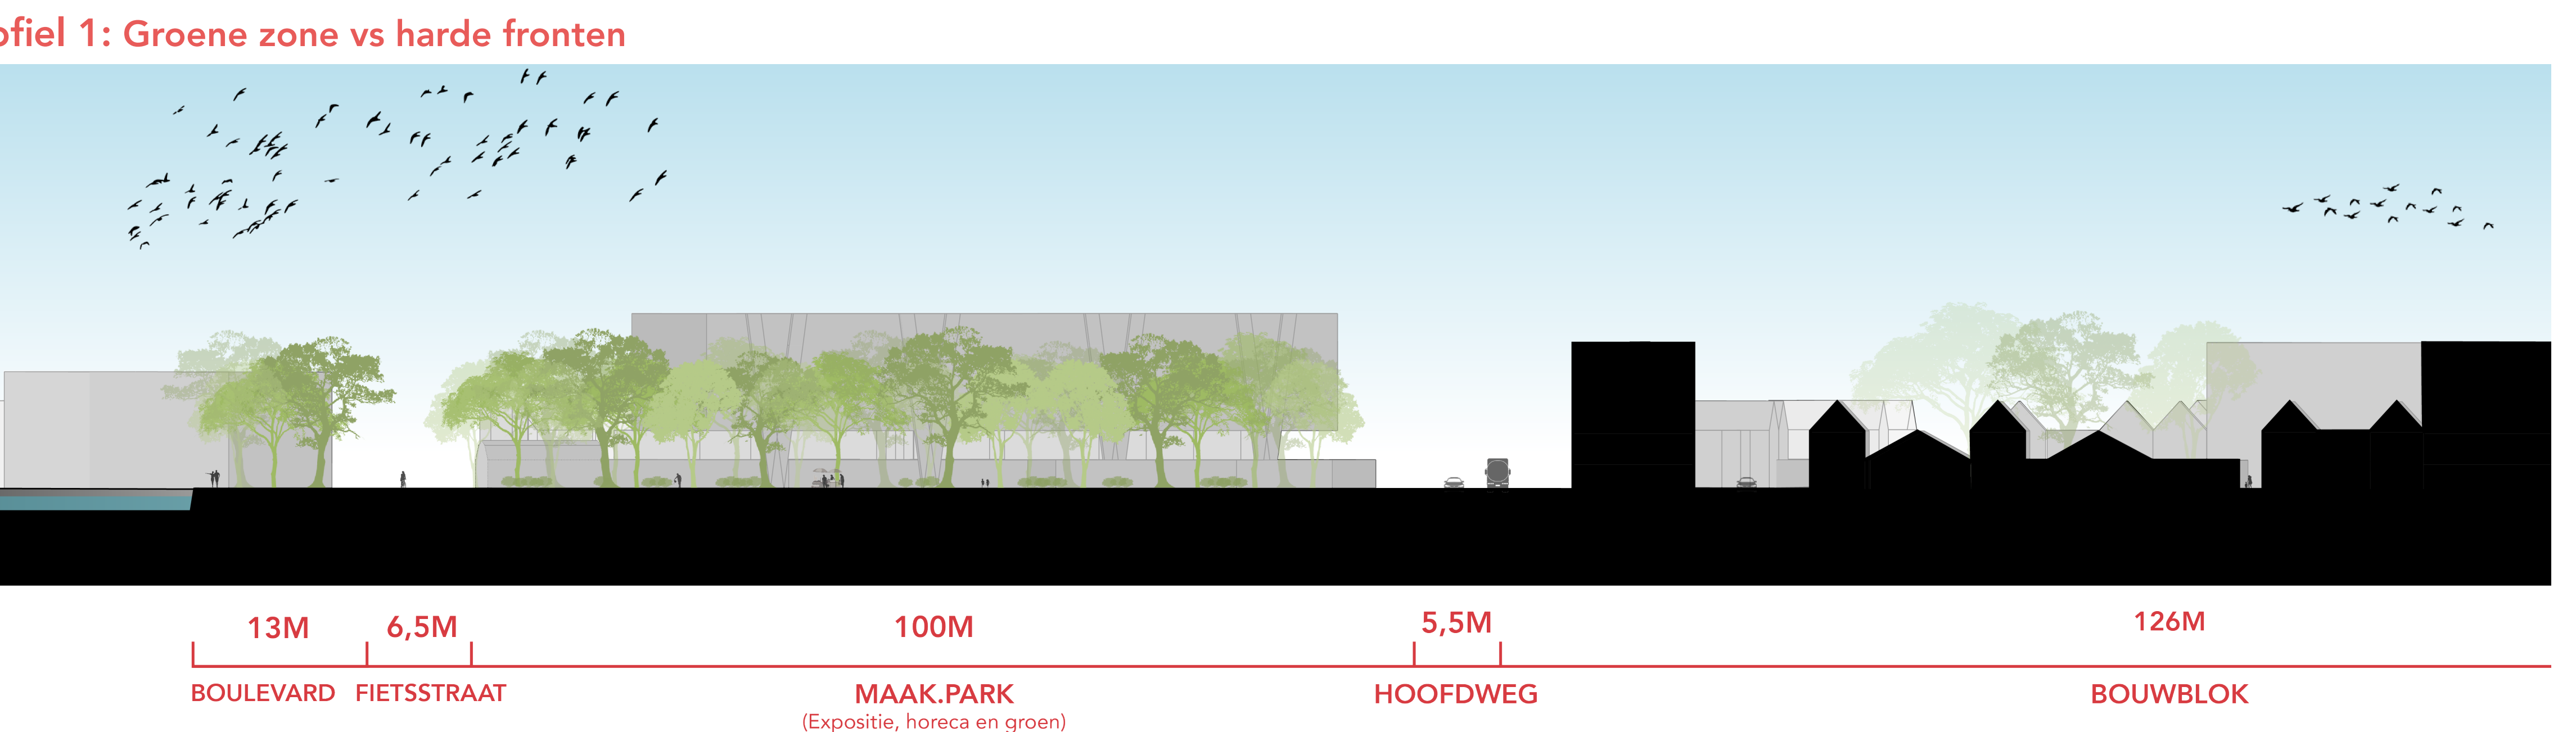 ofiel 1: Groene zone vs harde fronten
13M 6,5M 100M 5,5M 126M
BOULEVARD FIETSSTRAAT MAAK.PARK HOOFDWEG BOUWBLOK
(Expositie, horeca en groen)